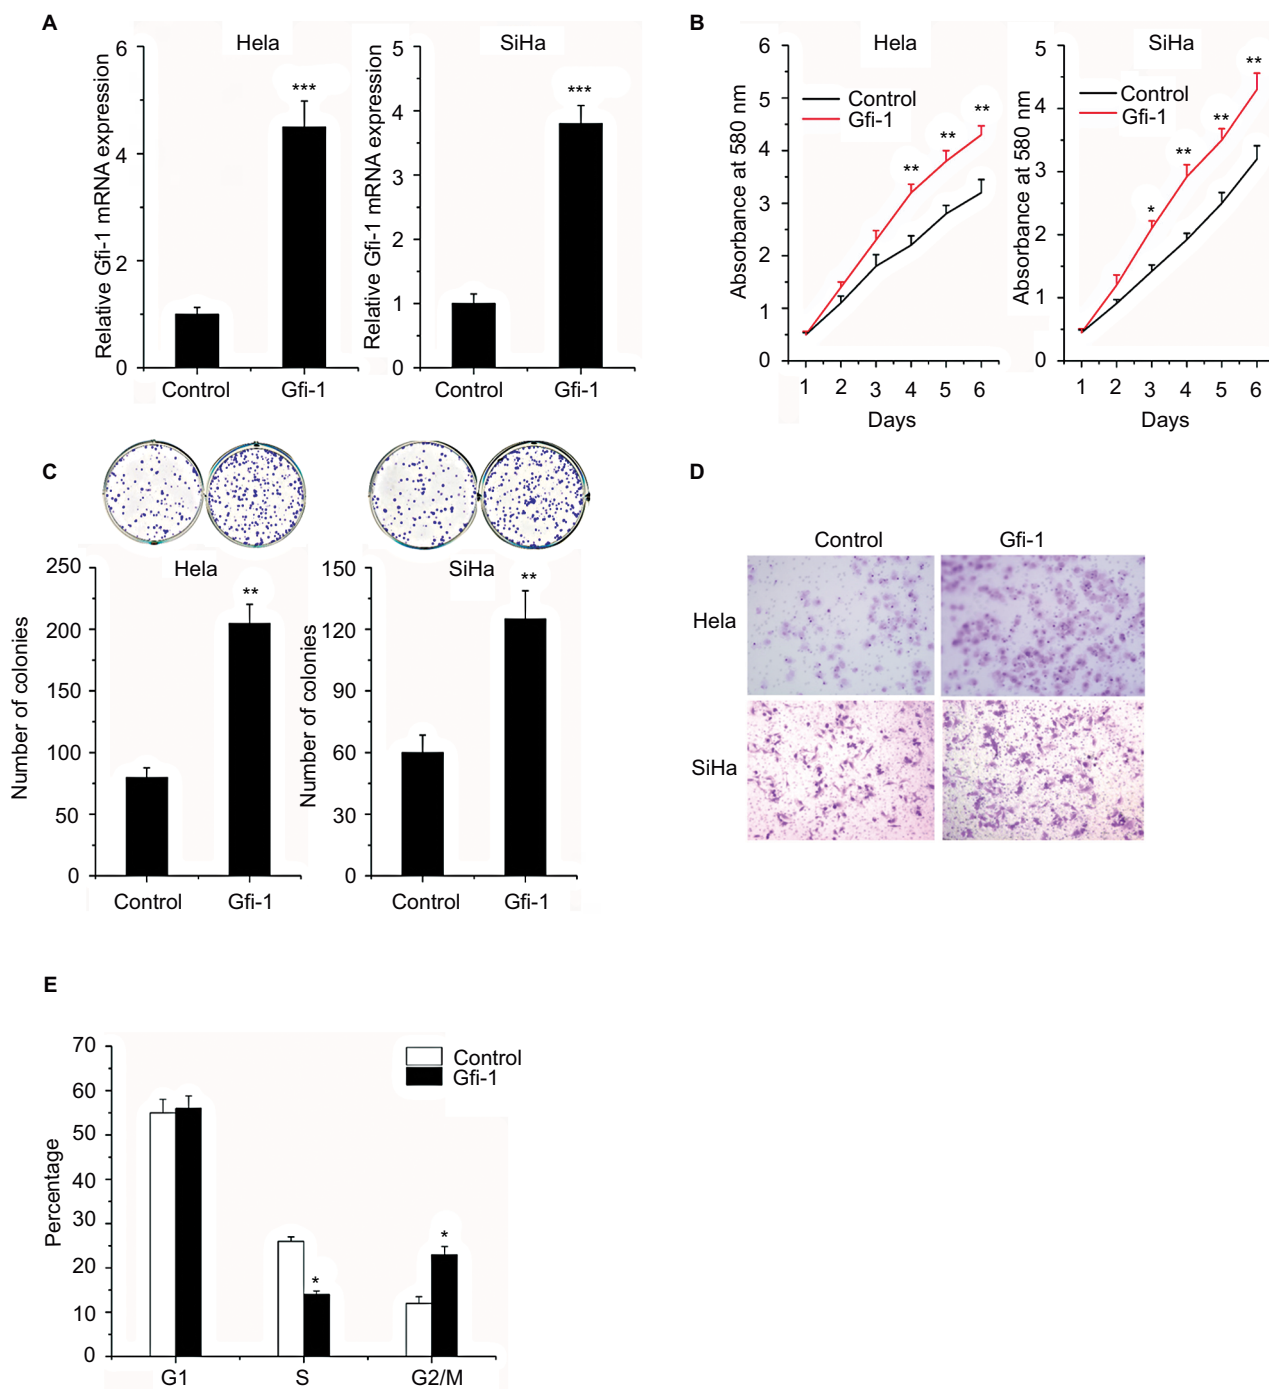 A
Hela
SiHa
Relative Gfi-1 mRNA expression
6
4
2
0
***
Control
Gfi-1
Relative Gfi-1 mRNA expression
5
4
3
2
1
0
***
Control
Gfi-1
B
Hela
SiHa
Absorbance at 580 nm
6
5
4
3
2
1
0
Control
Gfi-1
**
**
**
1 2 3 4 5 6
Days
Absorbance at 580 nm
5
4
3
2
1
0
Control
Gfi-1
*
**
**
**
1 2 3 4 5 6
Days
C
Hela
Number of colonies
250
200
150
100
50
0
**
Control
Gfi-1
SiHa
Number of colonies
150
120
90
60
30
0
**
Control
Gfi-1
D
Control
Gfi-1
Hela
SiHa
E
Percentage
70
60
50
40
30
20
10
0
Control
Gfi-1
*
*
G1
S
G2/M